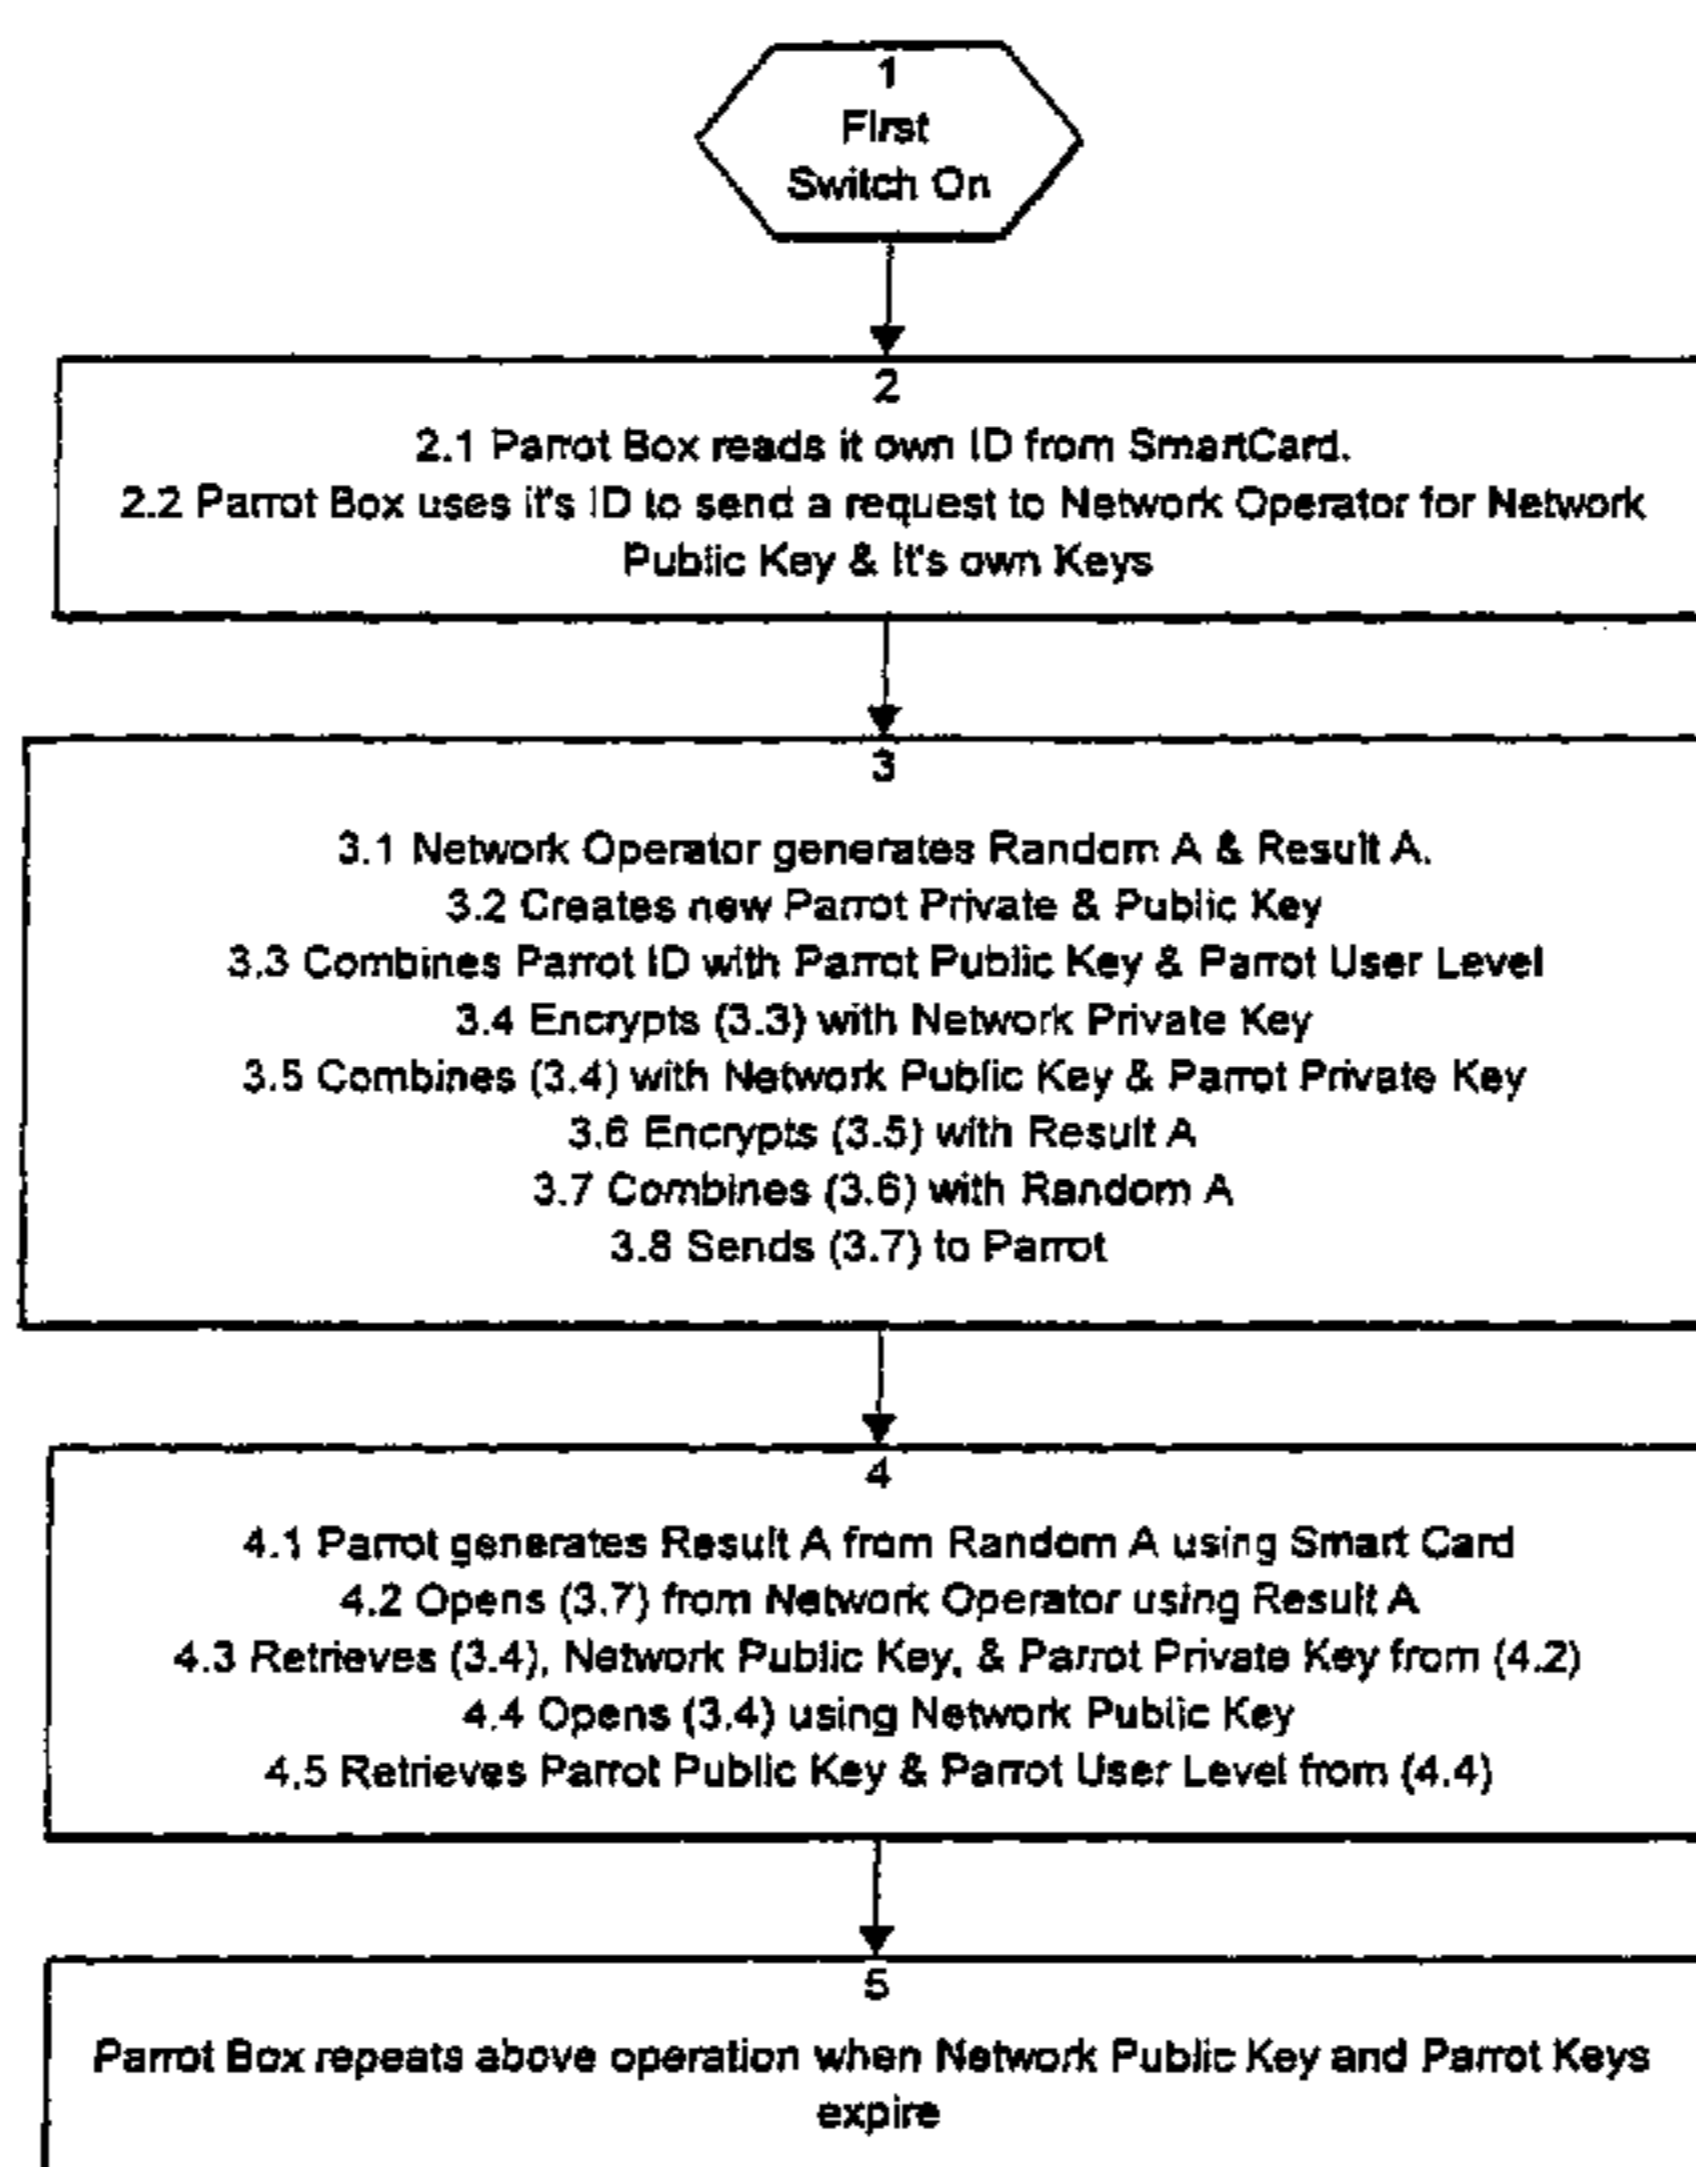 1
First
Switch On
2
2.1 Parrot Box reads it own ID from SmartCard.
2.2 Parrot Box uses it's ID to send a request to Network Operator for Network
Public Key & It's own Keys
3
3.1 Network Operator generates Random A & Result A.
3.2 Creates new Parrot Private & Public Key
3.3 Combines Parrot ID with Parrot Public Key & Parrot User Level
3.4 Encrypts (3.3) with Network Private Key
3.5 Combines (3.4) with Network Public Key & Parrot Private Key
3.6 Encrypts (3.5) with Result A
3.7 Combines (3.6) with Random A
3.8 Sends (3.7) to Parrot
4
4.1 Parrot generates Result A from Random A using Smart Card
4.2 Opens (3.7) from Network Operator using Result A
4.3 Retrieves (3.4), Network Public Key, & Parrot Private Key from (4.2)
4.4 Opens (3.4) using Network Public Key
4.5 Retrieves Parrot Public Key & Parrot User Level from (4.4)
5
Parrot Box repeats above operation when Network Public Key and Parrot Keys
expire